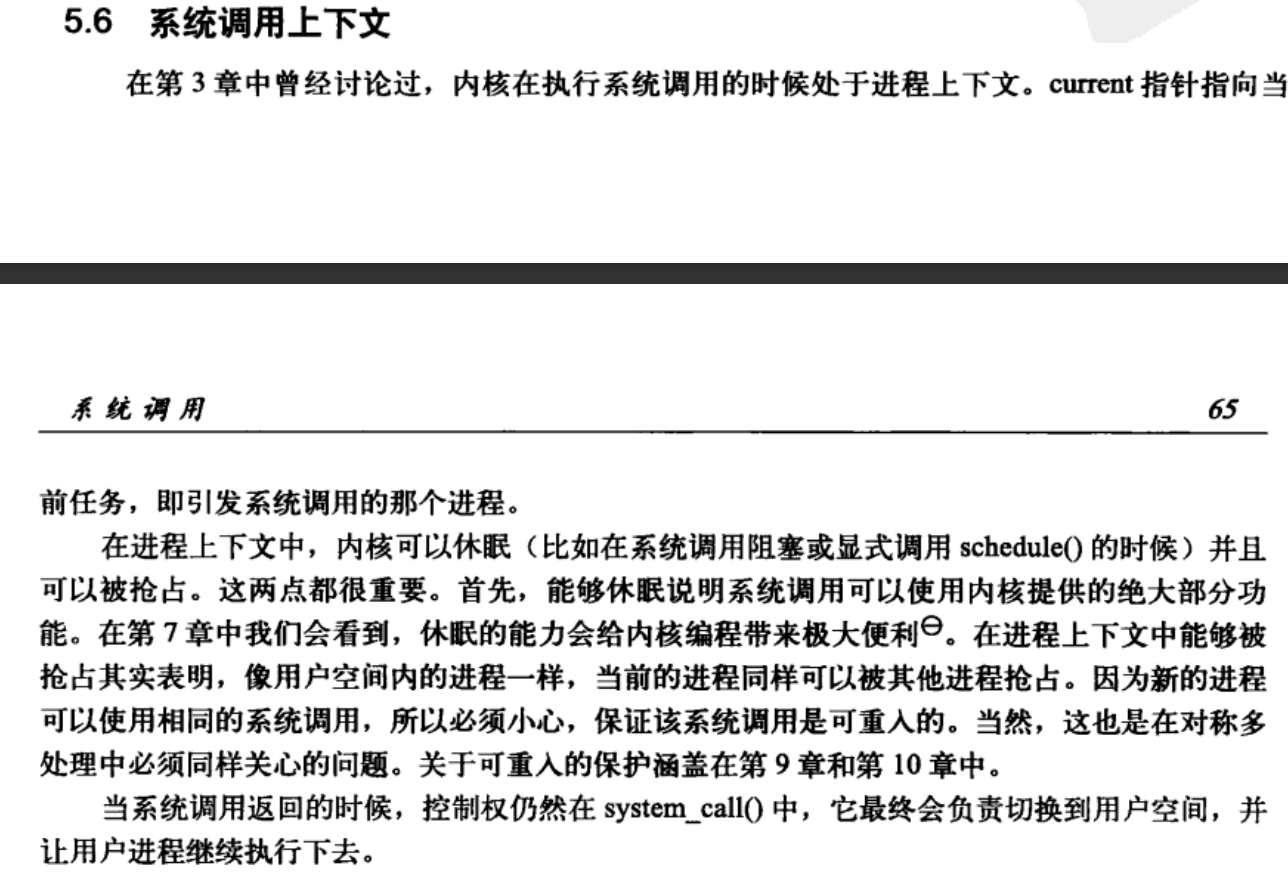 5.6 系统调用上下文
在第 3 章中曾经讨论过，内核在执行系统调用的时候处于进程上下文。current 指针指向当
系统调用 65
前任务，即引发系统调用的那个进程。
在进程上下文中，内核可以休眠（比如在系统调用阻塞或显式调用 schedule() 的时候）并且
可以被抢占。这两点都很重要。首先，能够休眠说明系统调用可以使用内核提供的绝大部分功
能。在第 7 章中我们会看到，休眠的能力会给内核编程带来极大便利⊖。在进程上下文中能够被
抢占其实表明，像用户空间内的进程一样，当前的进程同样可以被其他进程抢占。因为新的进程
可以使用相同的系统调用，所以必须小心，保证该系统调用是可重入的。当然，这也是在对称多
处理中必须同样关心的问题。关于可重入的保护涵盖在第 9 章和第 10 章中。
当系统调用返回的时候，控制权仍然在 system_call() 中，它最终会负责切换到用户空间，并
让用户进程继续执行下去。